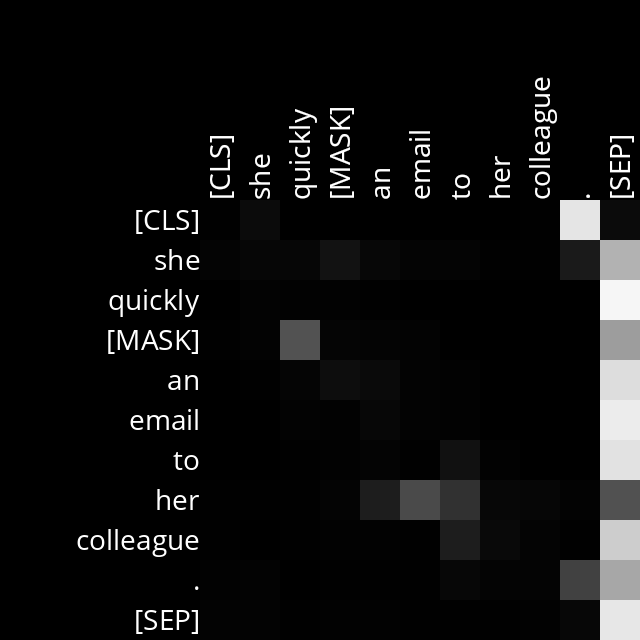 [CLS] she quickly [MASK] an email to her colleague . [SEP]
[CLS]
she
quickly
[MASK]
an
email
to
her
colleague
.
[SEP]